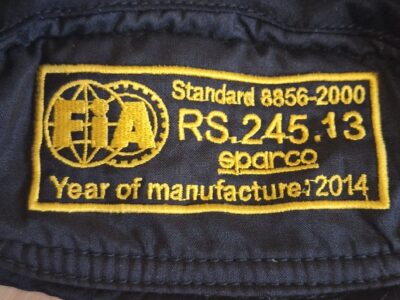 FiA
Standard 8856-2000
RS.245.13
sparco
Year of manufacture: 2014